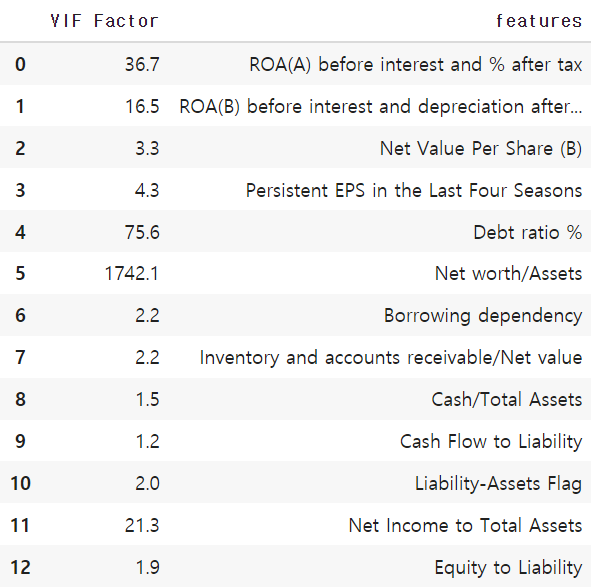 VIF Factor features
0 36.7 ROA(A) before interest and % after tax
1 16.5 ROA(B) before interest and depreciation after...
2 3.3 Net Value Per Share (B)
3 4.3 Persistent EPS in the Last Four Seasons
4 75.6 Debt ratio %
5 1742.1 Net worth/Assets
6 2.2 Borrowing dependency
7 2.2 Inventory and accounts receivable/Net value
8 1.5 Cash/Total Assets
9 1.2 Cash Flow to Liability
10 2.0 Liability-Assets Flag
11 21.3 Net Income to Total Assets
12 1.9 Equity to Liability